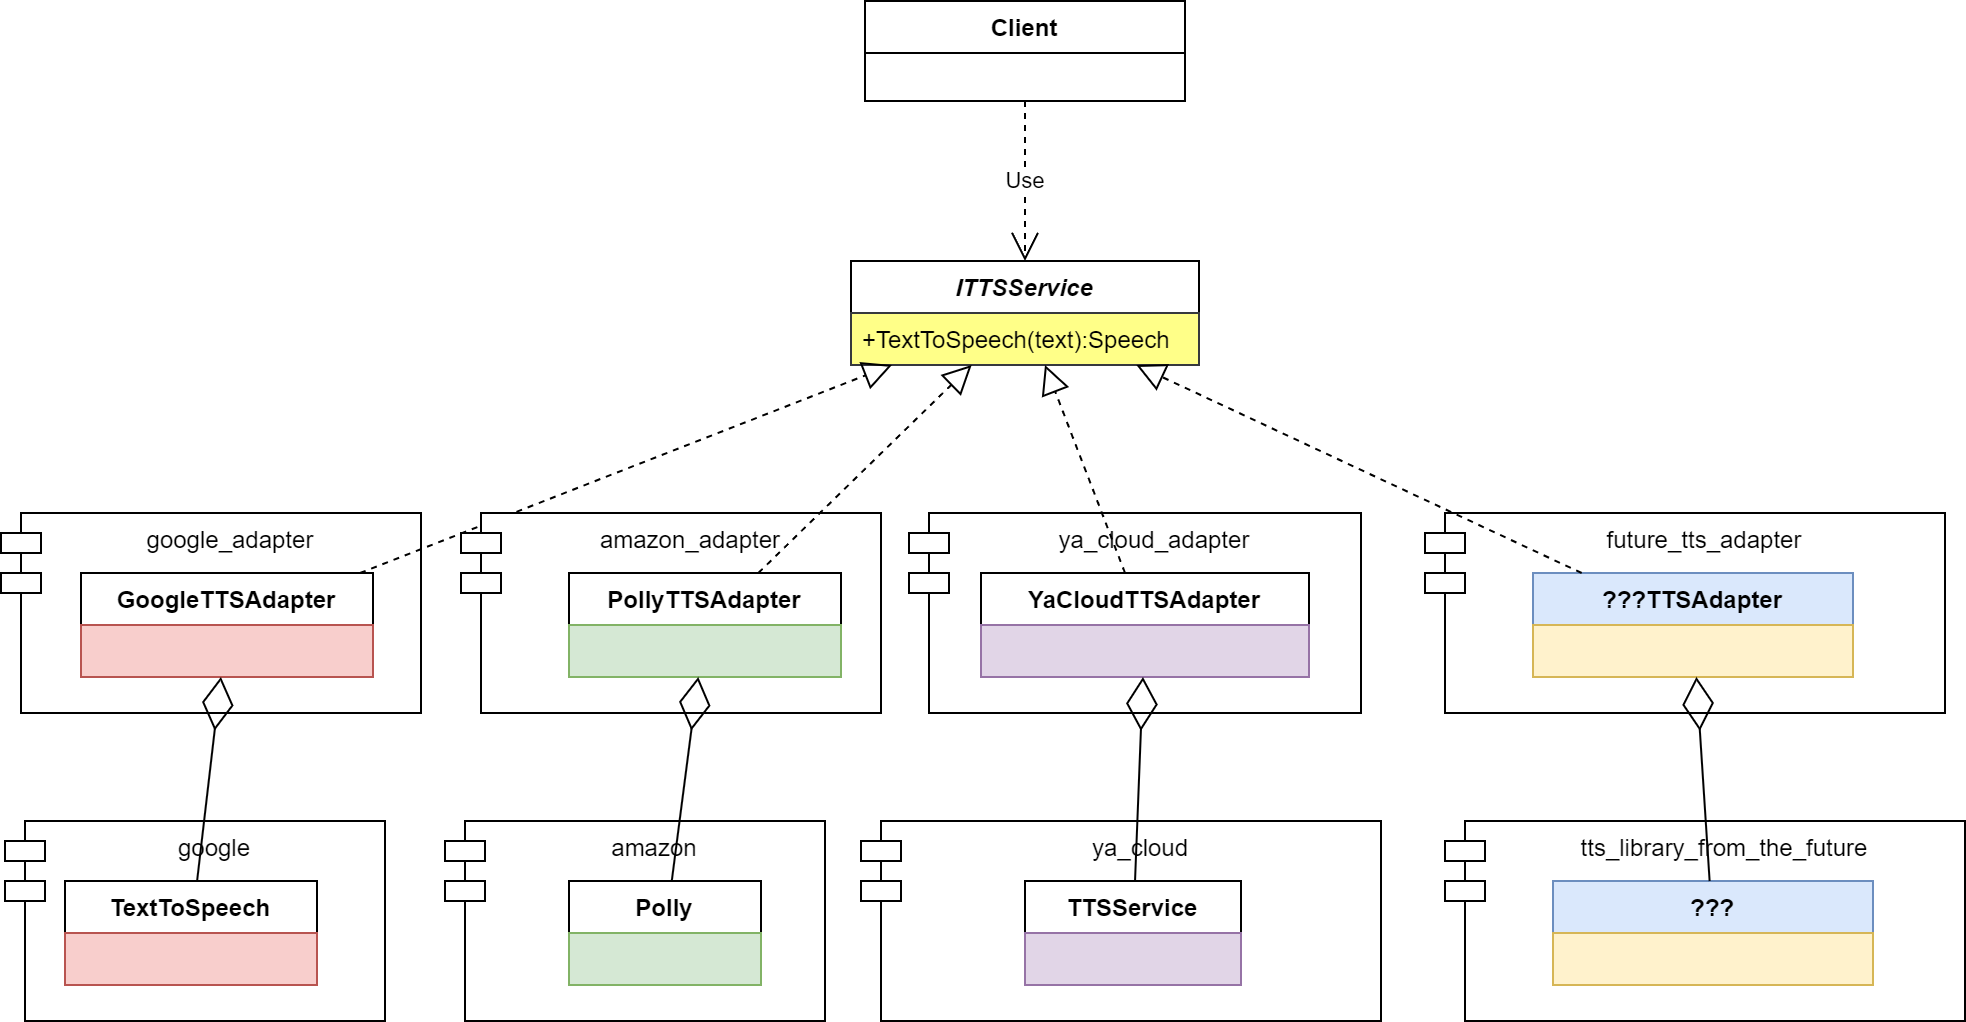 Client
Use
ITTSService
+TextToSpeech(text):Speech
google_adapter
GoogleTTSAdapter
amazon_adapter
PollyTTSAdapter
ya_cloud_adapter
YaCloudTTSAdapter
future_tts_adapter
???TTSAdapter
google
TextToSpeech
amazon
Polly
ya_cloud
TTSService
tts_library_from_the_future
???